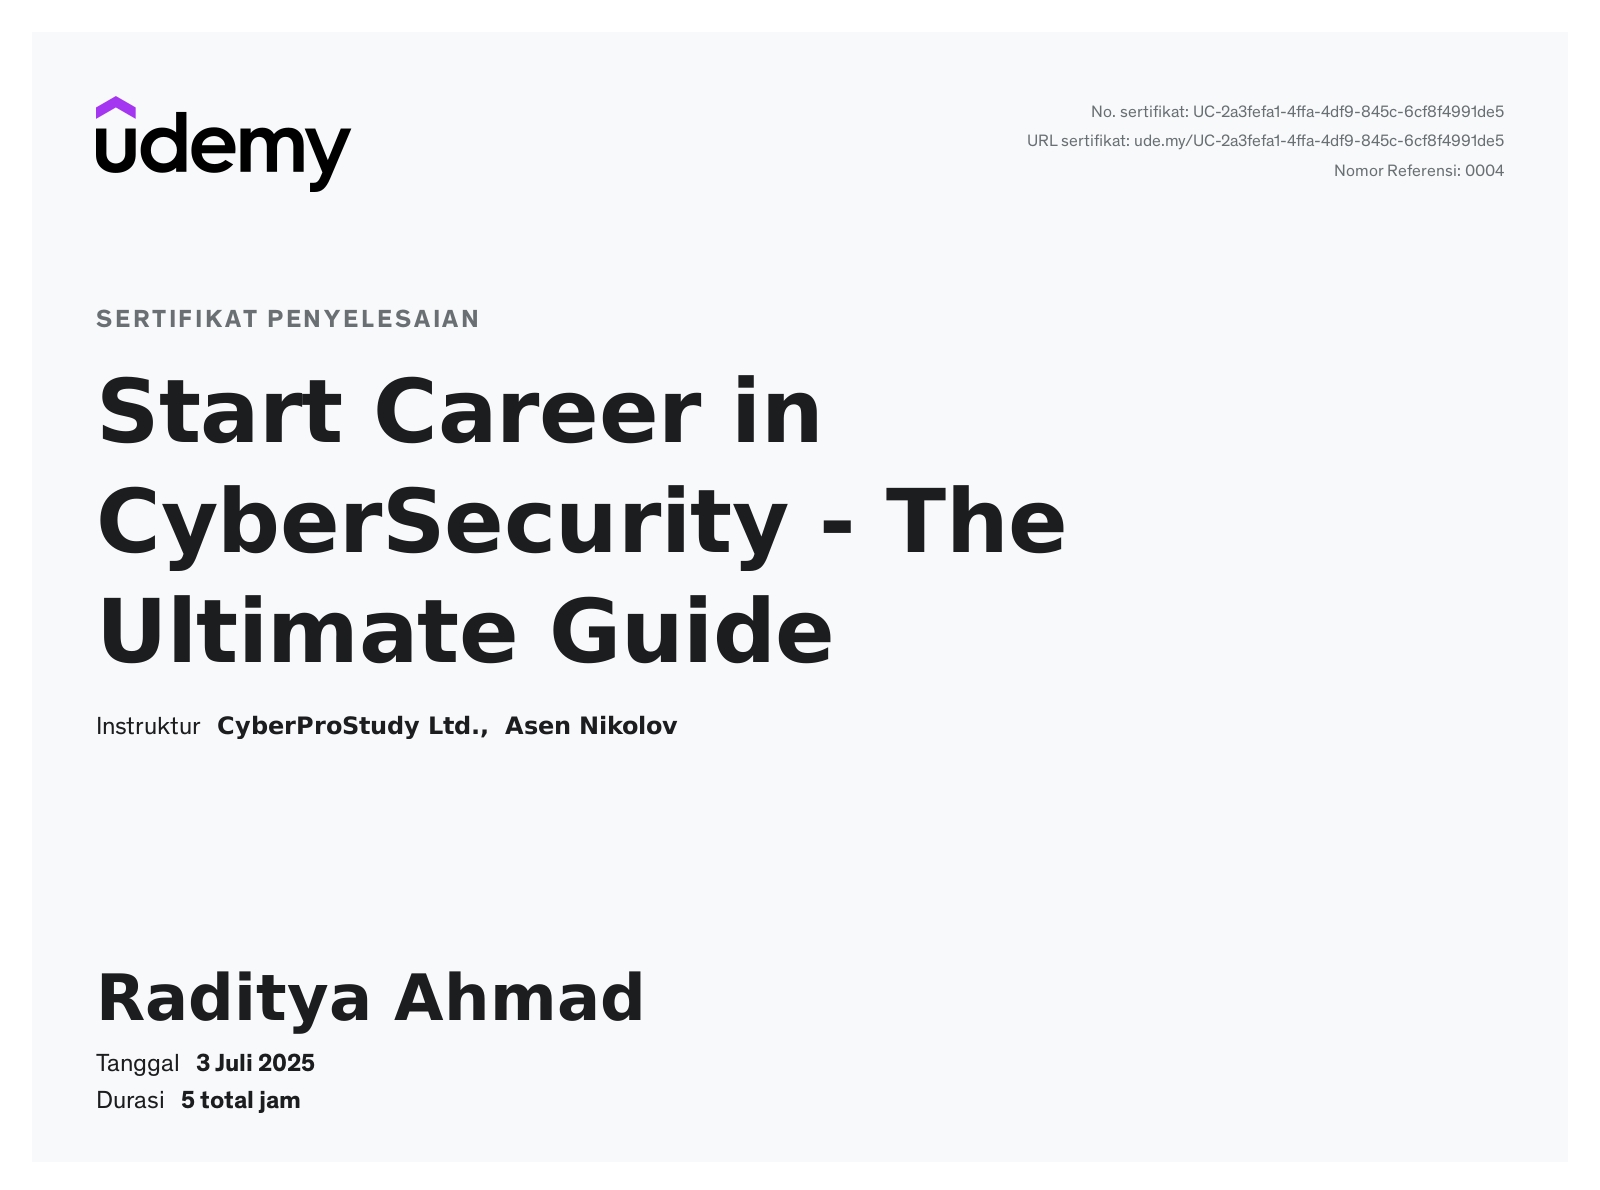 udemy
No. sertifikat: UC-2a3fefa1-4ffa-4df9-845c-6cf8f4991de5
URL sertifikat: ude.my/UC-2a3fefa1-4ffa-4df9-845c-6cf8f4991de5
Nomor Referensi: 0004
SERTIFIKAT PENYELESAIAN
Start Career in
CyberSecurity - The
Ultimate Guide
Instruktur CyberProStudy Ltd., Asen Nikolov
Raditya Ahmad
Tanggal 3 Juli 2025
Durasi 5 total jam